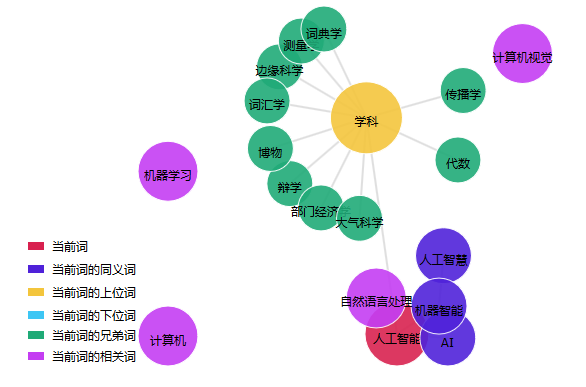 词典学
测量
边缘科学
词汇学
学科
传播学
计算机视觉
博物
代数
机器学习
辩学
部门经济学
大气科学
人工智慧
自然语言处理
机器智能
人工智能
AI
计算机
当前词
当前词的同义词
当前词的上位词
当前词的下位词
当前词的兄弟词
当前词的相关词